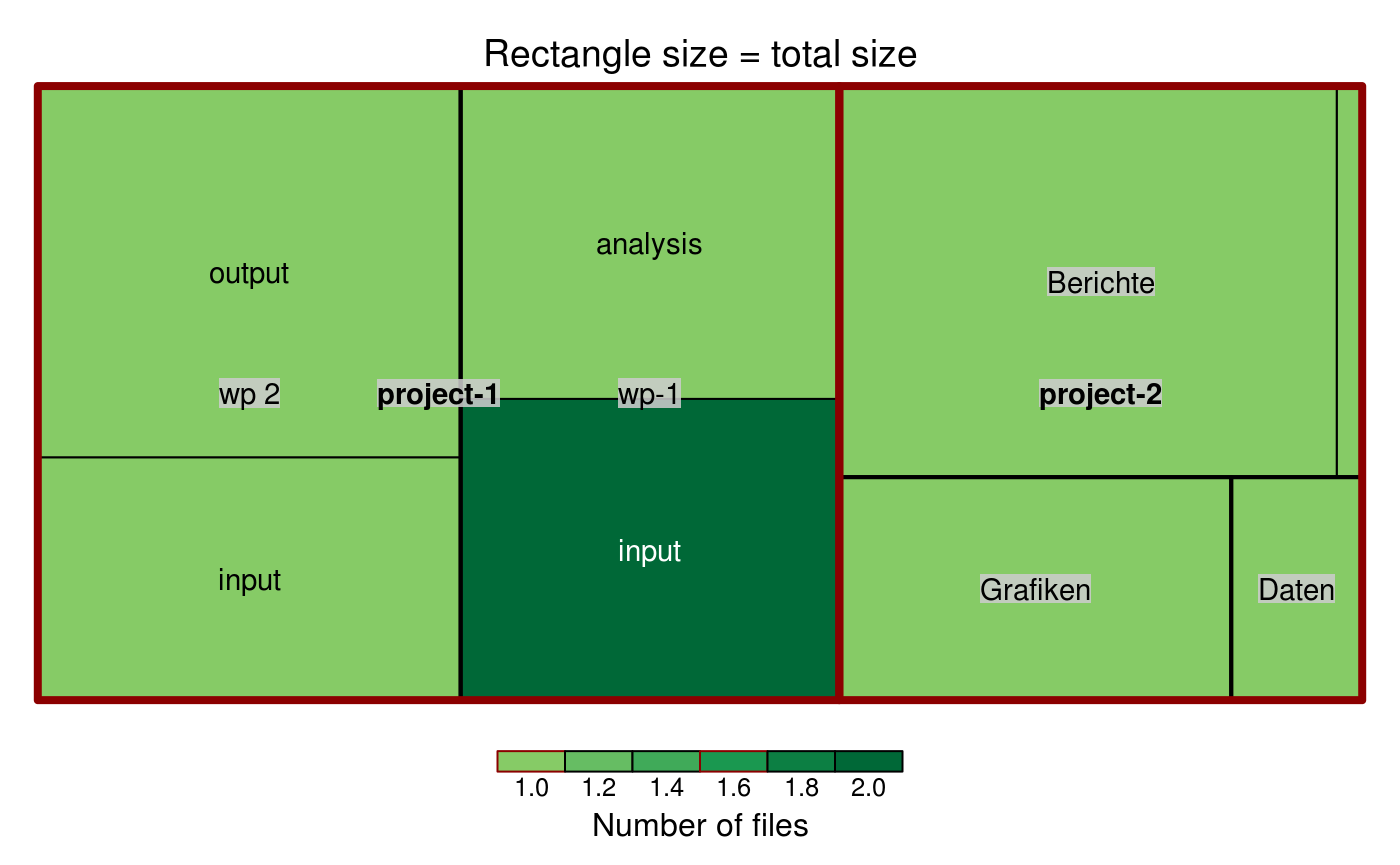 Rectangle size = total size
output
analysis
Berichte
wp 2
project-1
wp-1
project-2
input
input
Grafiken
Daten
1.0 1.2 1.4 1.6 1.8 2.0
Number of files